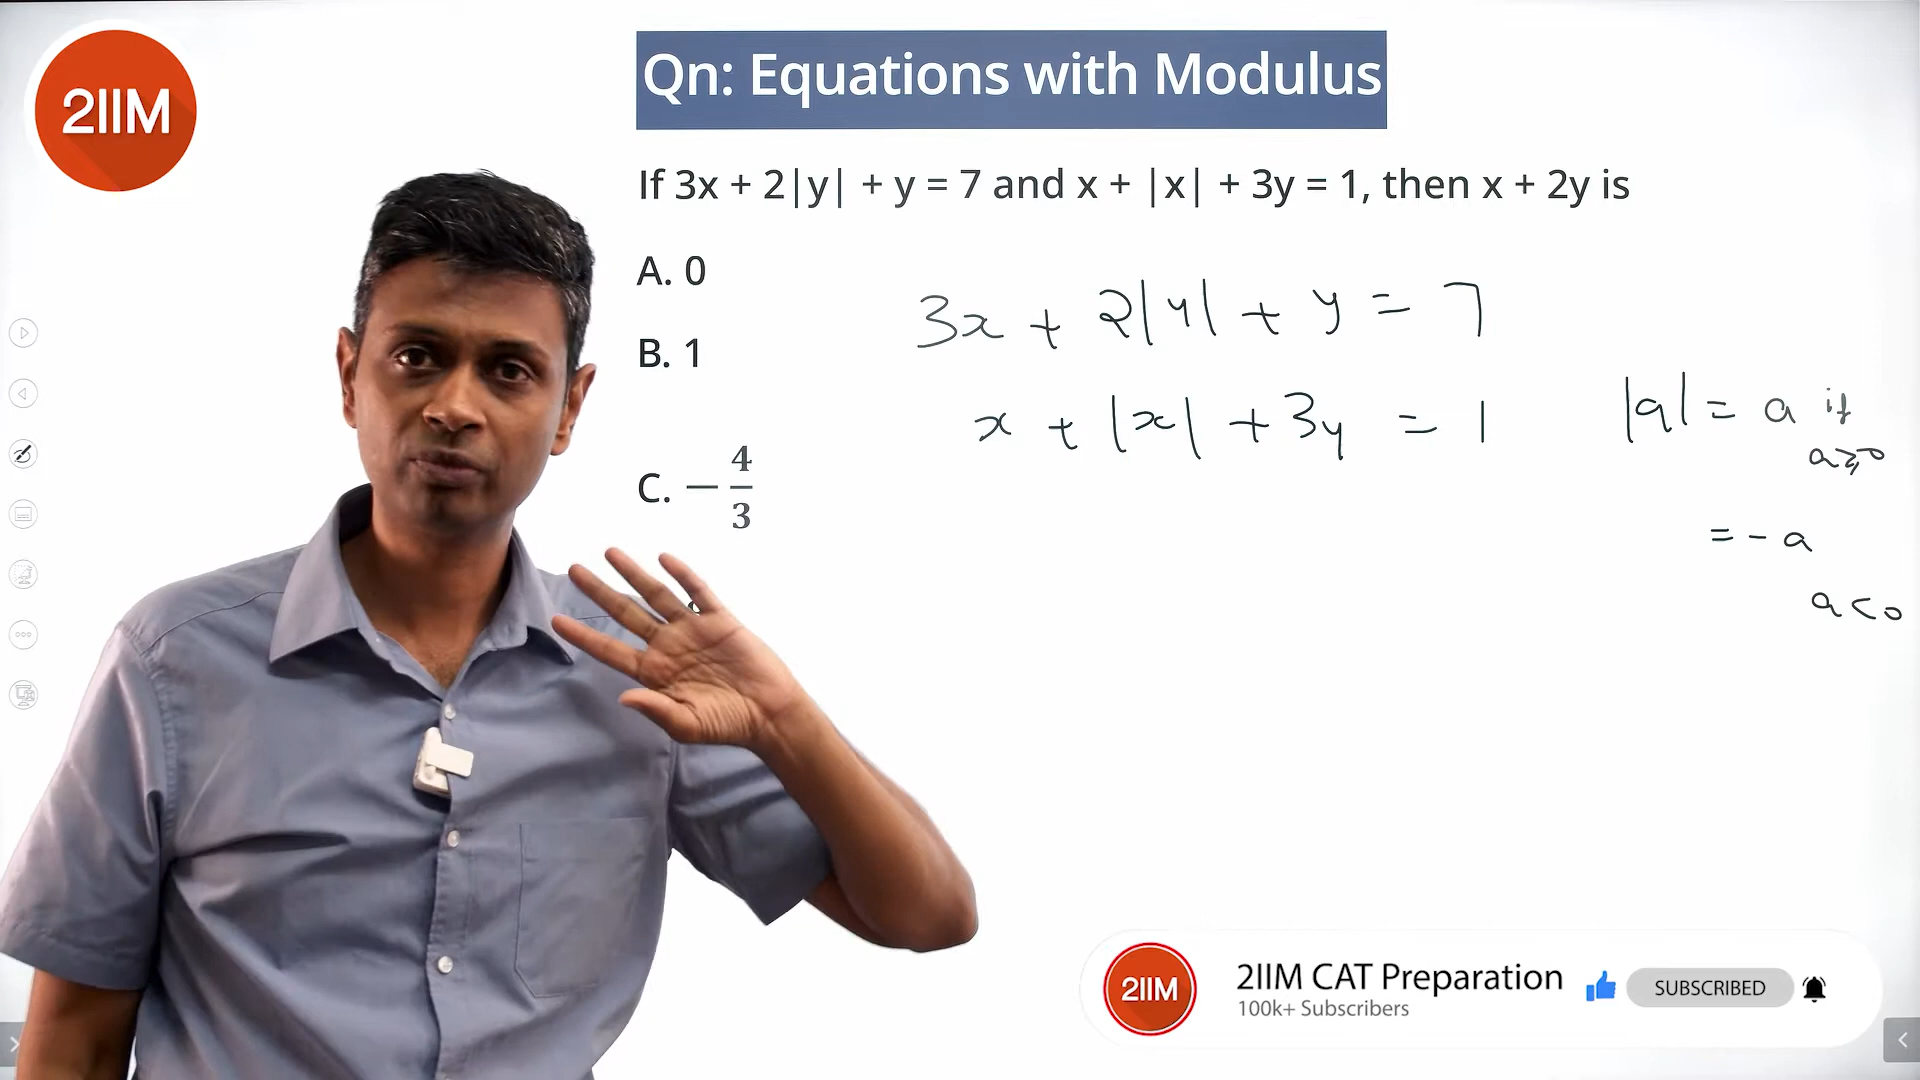 2IIM
Qn: Equations with Modulus
If 3x + 2|y| + y = 7 and x + |x| + 3y = 1, then x + 2y is
A. 0
B. 1
C. − 4/3
3x + 2|y| + y = 7
x + |x| + 3y = 1
|a| = a if
a ≥ 0
= - a
a < 0
2IIM
2IIM CAT Preparation
100k+ Subscribers
SUBSCRIBED